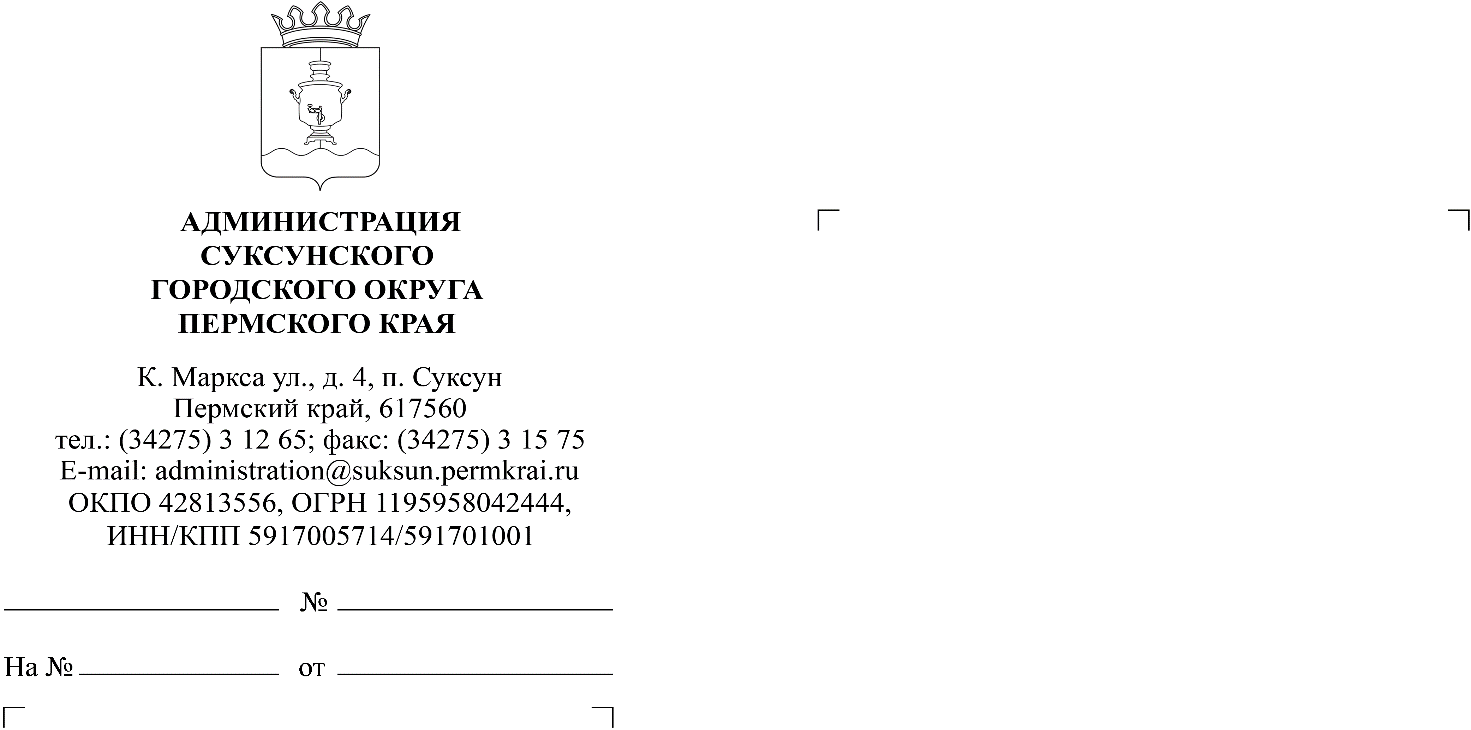 АДМИНИСТРАЦИЯ
СУКСУНСКОГО
ГОРОДСКОГО ОКРУГА
ПЕРМСКОГО КРАЯ
К. Маркса ул., д. 4, п. Суксун
Пермский край, 617560
тел.: (34275) 3 12 65; факс: (34275) 3 15 75
E-mail: administration@suksun.permkrai.ru
ОКПО 42813556, ОГРН 1195958042444,
ИНН/КПП 5917005714/591701001
№
На № от